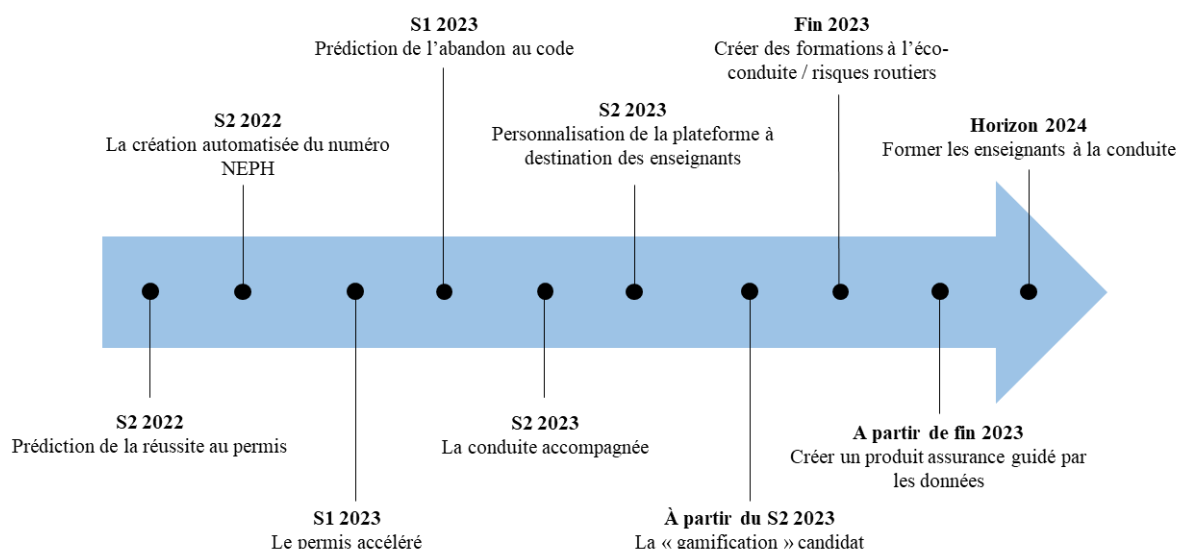 S1 2023
Prédiction de l’abandon au code
Fin 2023
Créer des formations à l’éco-
conduite / risques routiers
S2 2022
La création automatisée du numéro
NEPH
S2 2023
Personnalisation de la plateforme à
destination des enseignants
Horizon 2024
Former les enseignants à la conduite
S2 2022
Prédiction de la réussite au permis
S2 2023
La conduite accompagnée
A partir de fin 2023
Créer un produit assurance guidé par
les données
S1 2023
Le permis accéléré
À partir du S2 2023
La « gamification » candidat